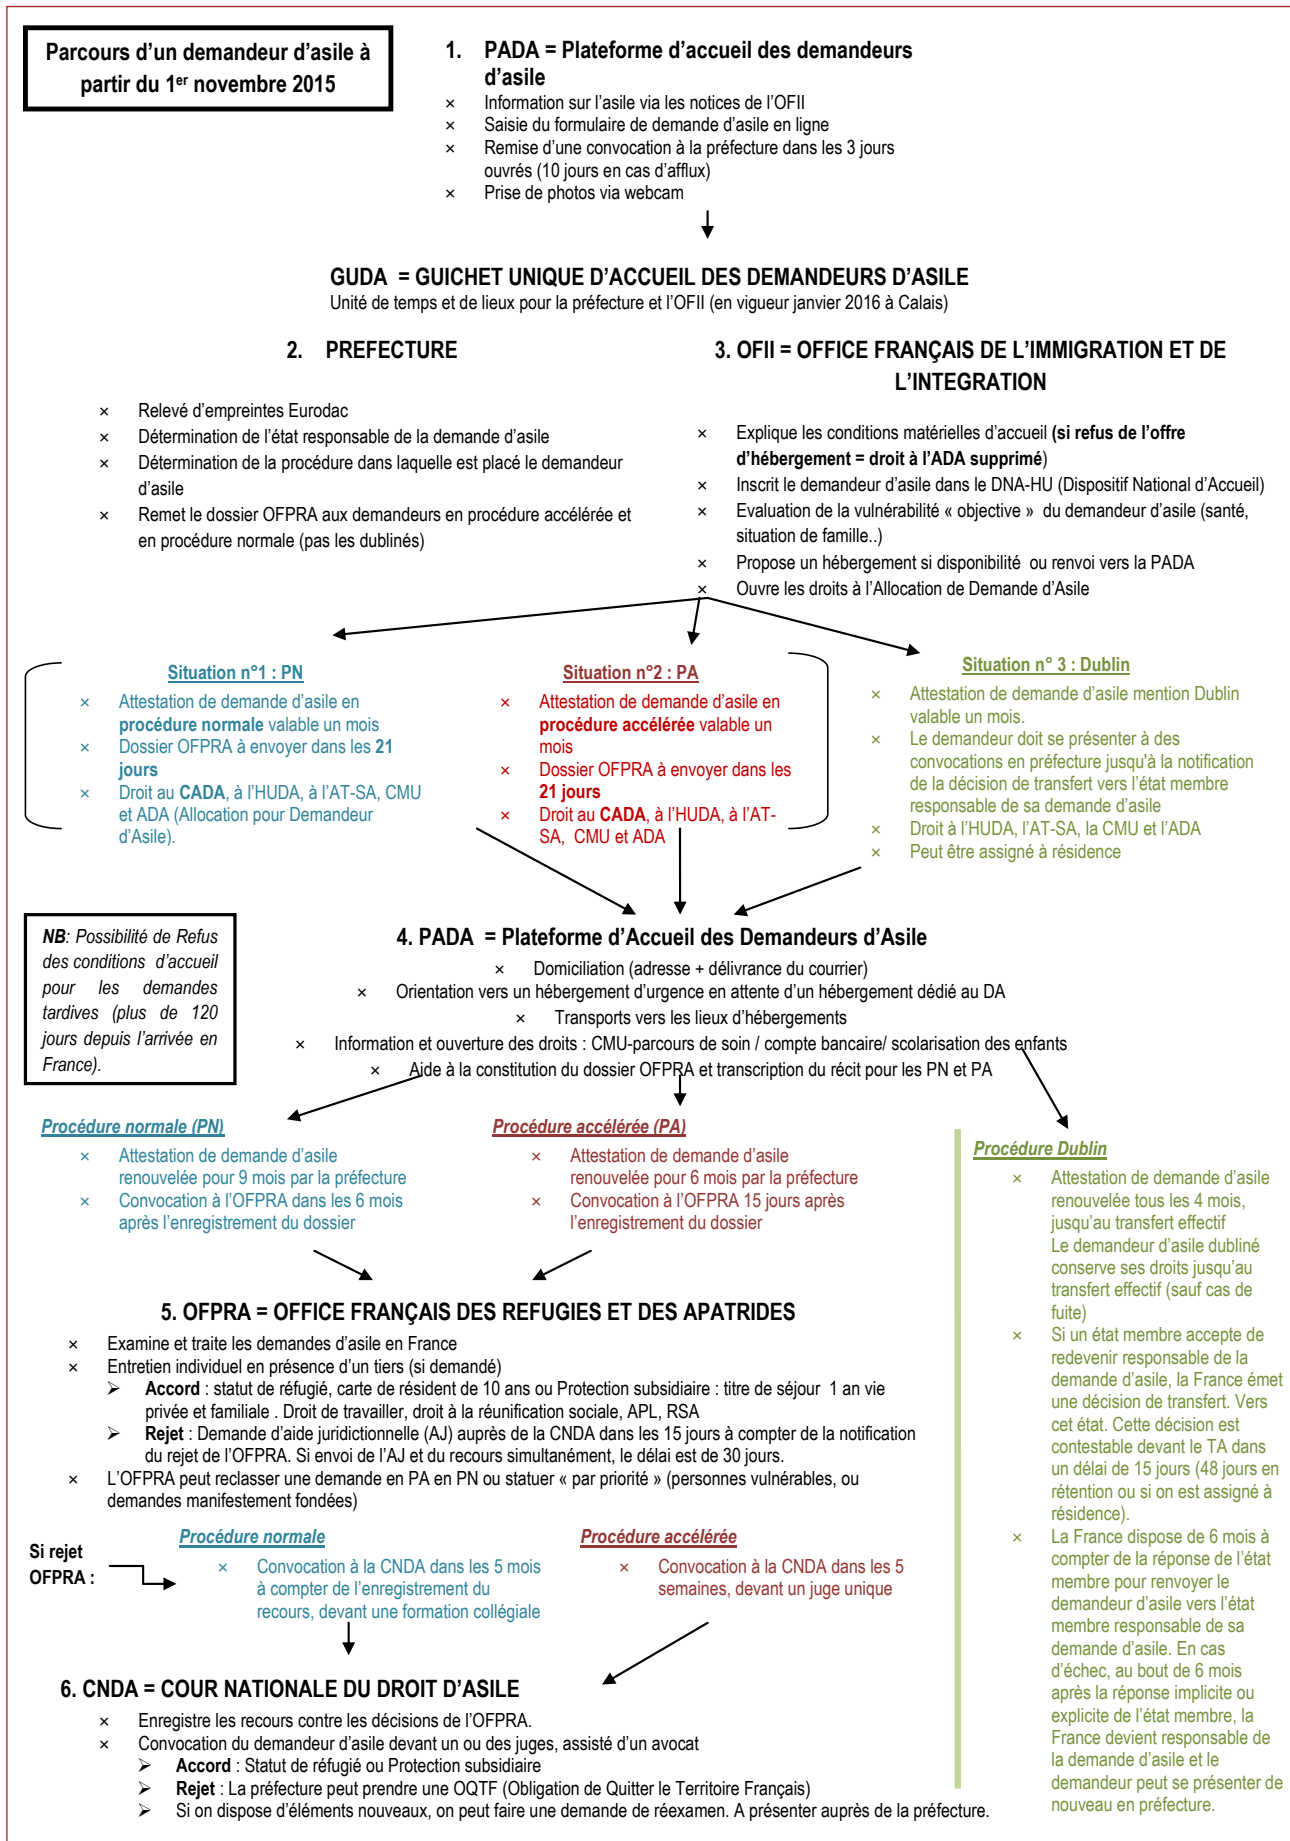 Parcours d'un demandeur d'asile à
partir du 1er novembre 2015
1. PADA = Plateforme d'accueil des demandeurs
d'asile
× Information sur l'asile via les notices de l'OFII
× Saisie du formulaire de demande d'asile en ligne
× Remise d'une convocation à la préfecture dans les 3 jours
ouvrés (10 jours en cas d'afflux)
× Prise de photos via webcam
GUDA = GUICHET UNIQUE D'ACCUEIL DES DEMANDEURS D'ASILE
Unité de temps et de lieux pour la préfecture et l'OFII (en vigueur janvier 2016 à Calais)
2. PREFECTURE
× Relevé d'empreintes Eurodac
× Détermination de l'état responsable de la demande d'asile
× Détermination de la procédure dans laquelle est placé le demandeur
d'asile
× Remet le dossier OFPRA aux demandeurs en procédure accélérée et
en procédure normale (pas les dublinés)
3. OFII = OFFICE FRANÇAIS DE L'IMMIGRATION ET DE
L'INTEGRATION
× Explique les conditions matérielles d'accueil (si refus de l'offre
d'hébergement = droit à l'ADA supprimé)
× Inscrit le demandeur d'asile dans le DNA-HU (Dispositif National d'Accueil)
× Evaluation de la vulnérabilité « objective » du demandeur d'asile (santé,
situation de famille..)
× Propose un hébergement si disponibilité ou renvoi vers la PADA
× Ouvre les droits à l'Allocation de Demande d'Asile
Situation n°1 : PN
× Attestation de demande d'asile en
procédure normale valable un mois
× Dossier OFPRA à envoyer dans les 21
jours
× Droit au CADA, à l'HUDA, à l'AT-SA, CMU
et ADA (Allocation pour Demandeur
d'Asile).
Situation n°2 : PA
× Attestation de demande d'asile en
procédure accélérée valable un
mois
× Dossier OFPRA à envoyer dans les
21 jours
× Droit au CADA, à l'HUDA, à l'AT-
SA, CMU et ADA
Situation n° 3 : Dublin
× Attestation de demande d'asile mention Dublin
valable un mois.
× Le demandeur doit se présenter à des
convocations en préfecture jusqu'à la notification
de la décision de transfert vers l'état membre
responsable de sa demande d'asile
× Droit à l'HUDA, l'AT-SA, la CMU et l'ADA
× Peut être assigné à résidence
NB: Possibilité de Refus
des conditions d'accueil
pour les demandes
tardives (plus de 120
jours depuis l'arrivée en
France).
4. PADA = Plateforme d'Accueil des Demandeurs d'Asile
× Domiciliation (adresse + délivrance du courrier)
× Orientation vers un hébergement d'urgence en attente d'un hébergement dédié au DA
× Transports vers les lieux d'hébergements
× Information et ouverture des droits : CMU-parcours de soin / compte bancaire/ scolarisation des enfants
× Aide à la constitution du dossier OFPRA et transcription du récit pour les PN et PA
Procédure normale (PN)
× Attestation de demande d'asile
renouvelée pour 9 mois par la préfecture
× Convocation à l'OFPRA dans les 6 mois
après l'enregistrement du dossier
Procédure accélérée (PA)
× Attestation de demande d'asile
renouvelée pour 6 mois par la préfecture
× Convocation à l'OFPRA 15 jours après
l'enregistrement du dossier
Procédure Dublin
× Attestation de demande d'asile
renouvelée tous les 4 mois,
jusqu'au transfert effectif
Le demandeur d'asile dubliné
conserve ses droits jusqu'au
transfert effectif (sauf cas de
fuite)
× Si un état membre accepte de
redevenir responsable de la
demande d'asile, la France émet
une décision de transfert. Vers
cet état. Cette décision est
contestable devant le TA dans
un délai de 15 jours (48 jours en
rétention ou si on est assigné à
résidence).
× La France dispose de 6 mois à
compter de la réponse de l'état
membre pour renvoyer le
demandeur d'asile vers l'état
membre responsable de sa
demande d'asile. En cas
d'échec, au bout de 6 mois
après la réponse implicite ou
explicite de l'état membre, la
France devient responsable de
la demande d'asile et le
demandeur peut se présenter de
nouveau en préfecture.
5. OFPRA = OFFICE FRANÇAIS DES REFUGIES ET DES APATRIDES
× Examine et traite les demandes d'asile en France
× Entretien individuel en présence d'un tiers (si demandé)
➢ Accord : statut de réfugié, carte de résident de 10 ans ou Protection subsidiaire : titre de séjour 1 an vie
privée et familiale . Droit de travailler, droit à la réunification sociale, APL, RSA
➢ Rejet : Demande d'aide juridictionnelle (AJ) auprès de la CNDA dans les 15 jours à compter de la notification
du rejet de l'OFPRA. Si envoi de l'AJ et du recours simultanément, le délai est de 30 jours.
× L'OFPRA peut reclasser une demande en PA en PN ou statuer « par priorité » (personnes vulnérables, ou
demandes manifestement fondées)
Si rejet
OFPRA :
Procédure normale
× Convocation à la CNDA dans les 5 mois
à compter de l'enregistrement du
recours, devant une formation collégiale
Procédure accélérée
× Convocation à la CNDA dans les 5
semaines, devant un juge unique
6. CNDA = COUR NATIONALE DU DROIT D'ASILE
× Enregistre les recours contre les décisions de l'OFPRA.
× Convocation du demandeur d'asile devant un ou des juges, assisté d'un avocat
➢ Accord : Statut de réfugié ou Protection subsidiaire
➢ Rejet : La préfecture peut prendre une OQTF (Obligation de Quitter le Territoire Français)
➢ Si on dispose d'éléments nouveaux, on peut faire une demande de réexamen. A présenter auprès de la préfecture.